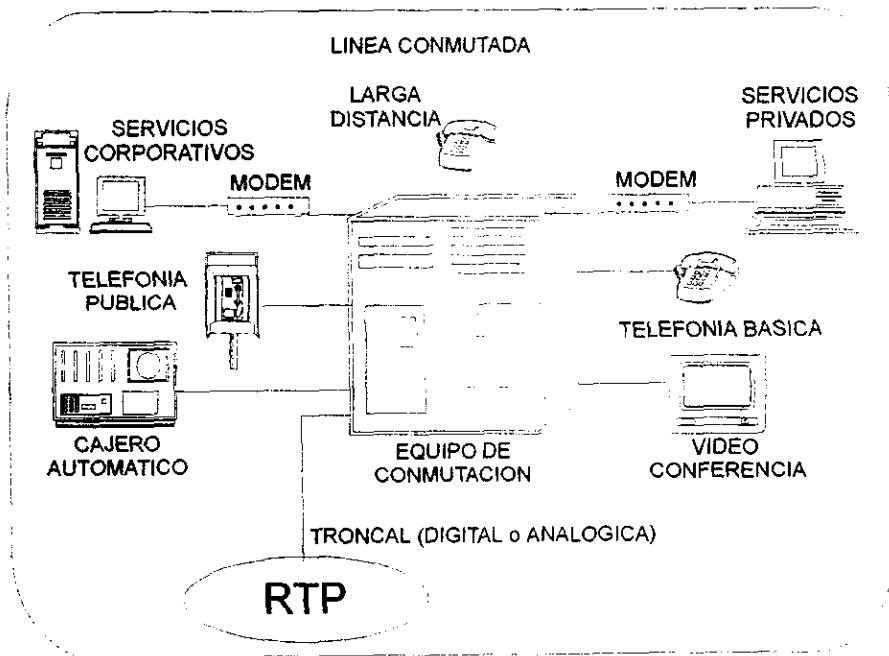 LINEA CONMUTADA
LARGA
DISTANCIA
SERVICIOS
PRIVADOS
SERVICIOS
CORPORATIVOS
MODEM
MODEM
TELEFONIA
PUBLICA
TELEFONIA BASICA
CAJERO
AUTOMATICO
EQUIPO DE
CONMUTACION
VIDEO
CONFERENCIA
TRONCAL (DIGITAL o ANALOGICA)
RTP